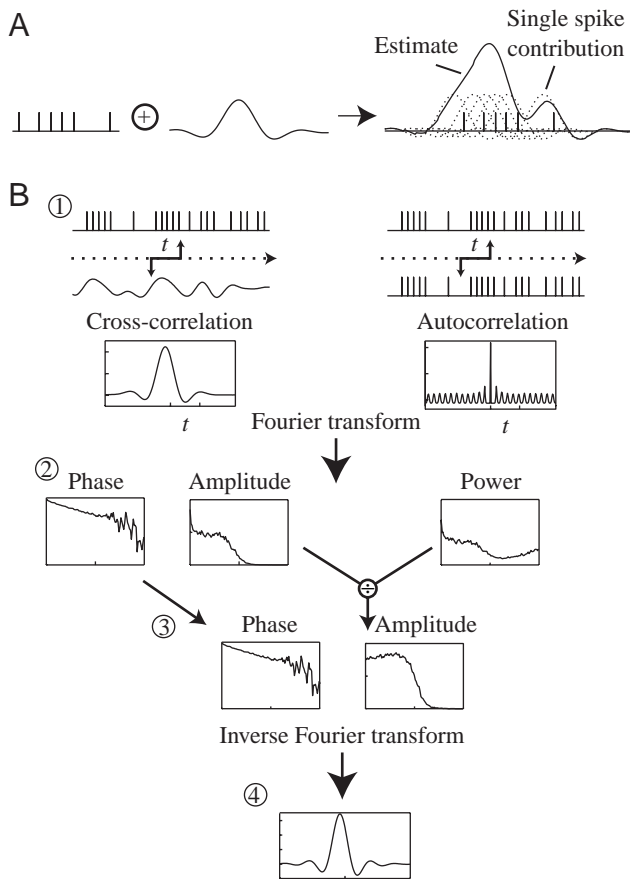 A
Estimate
Single spike
contribution
+
B
①
t
Cross-correlation
Autocorrelation
t
t
Fourier transform
②
Phase
Amplitude
Power
÷
③
Phase
Amplitude
Inverse Fourier transform
④